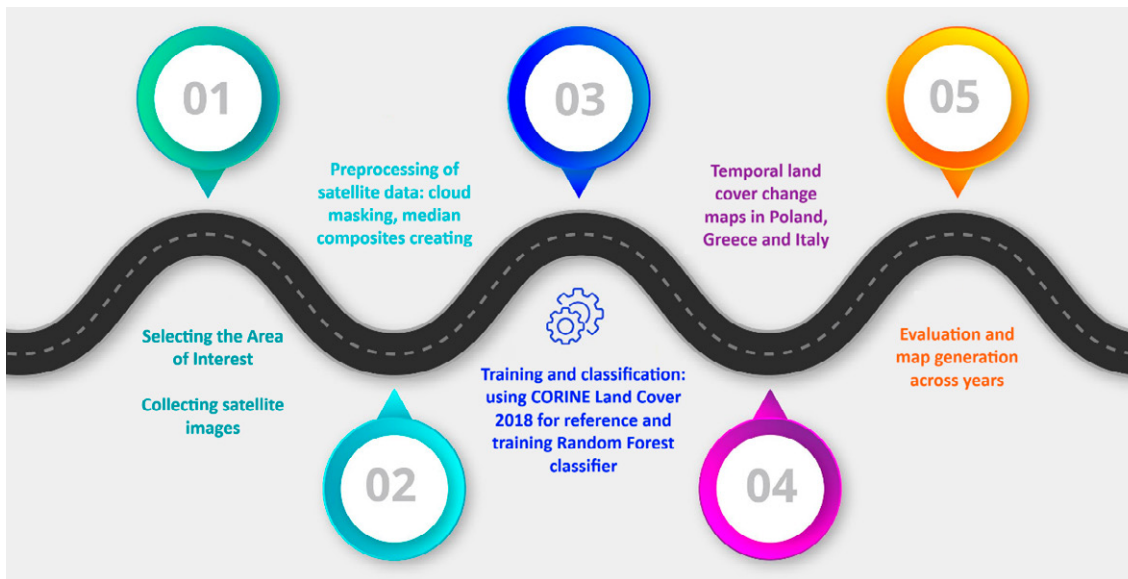 01
Selecting the Area
of Interest
Collecting satellite
images
Preprocessing of
satellite data: cloud
masking, median
composites creating
02
03
Training and classification:
using CORINE Land Cover
2018 for reference and
training Random Forest
classifier
Temporal land
cover change
maps in Poland,
Greece and Italy
04
05
Evaluation and
map generation
across years